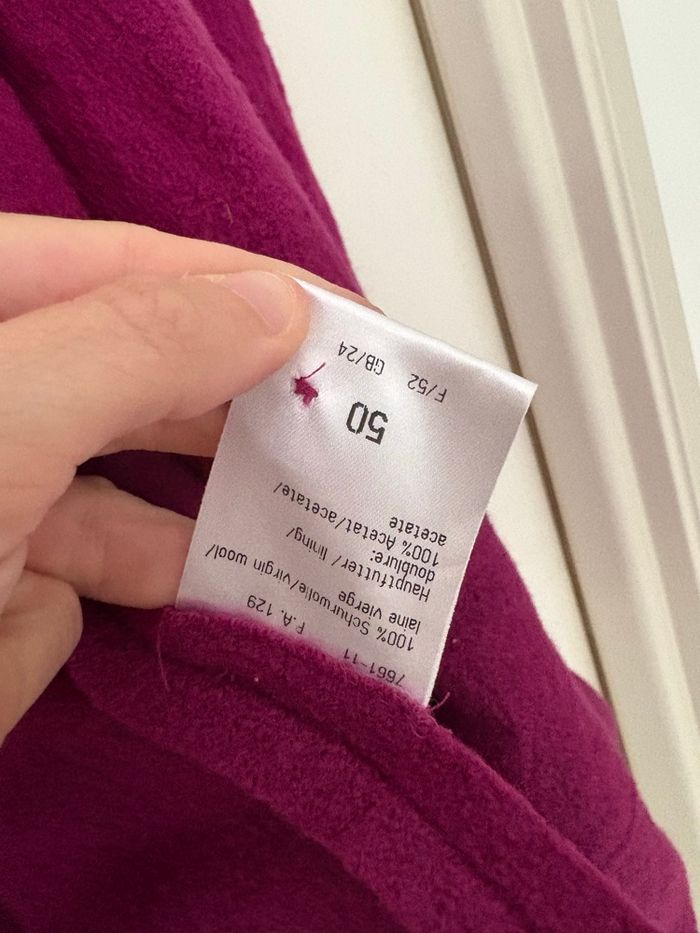 7661-11 F.A. 129
100% Schurwolle/virgin wool/
laine vierge
Hauptfutter/ lining/
doublure:
100% Acetat/acetate/
acetate
50
F/52 GB/24